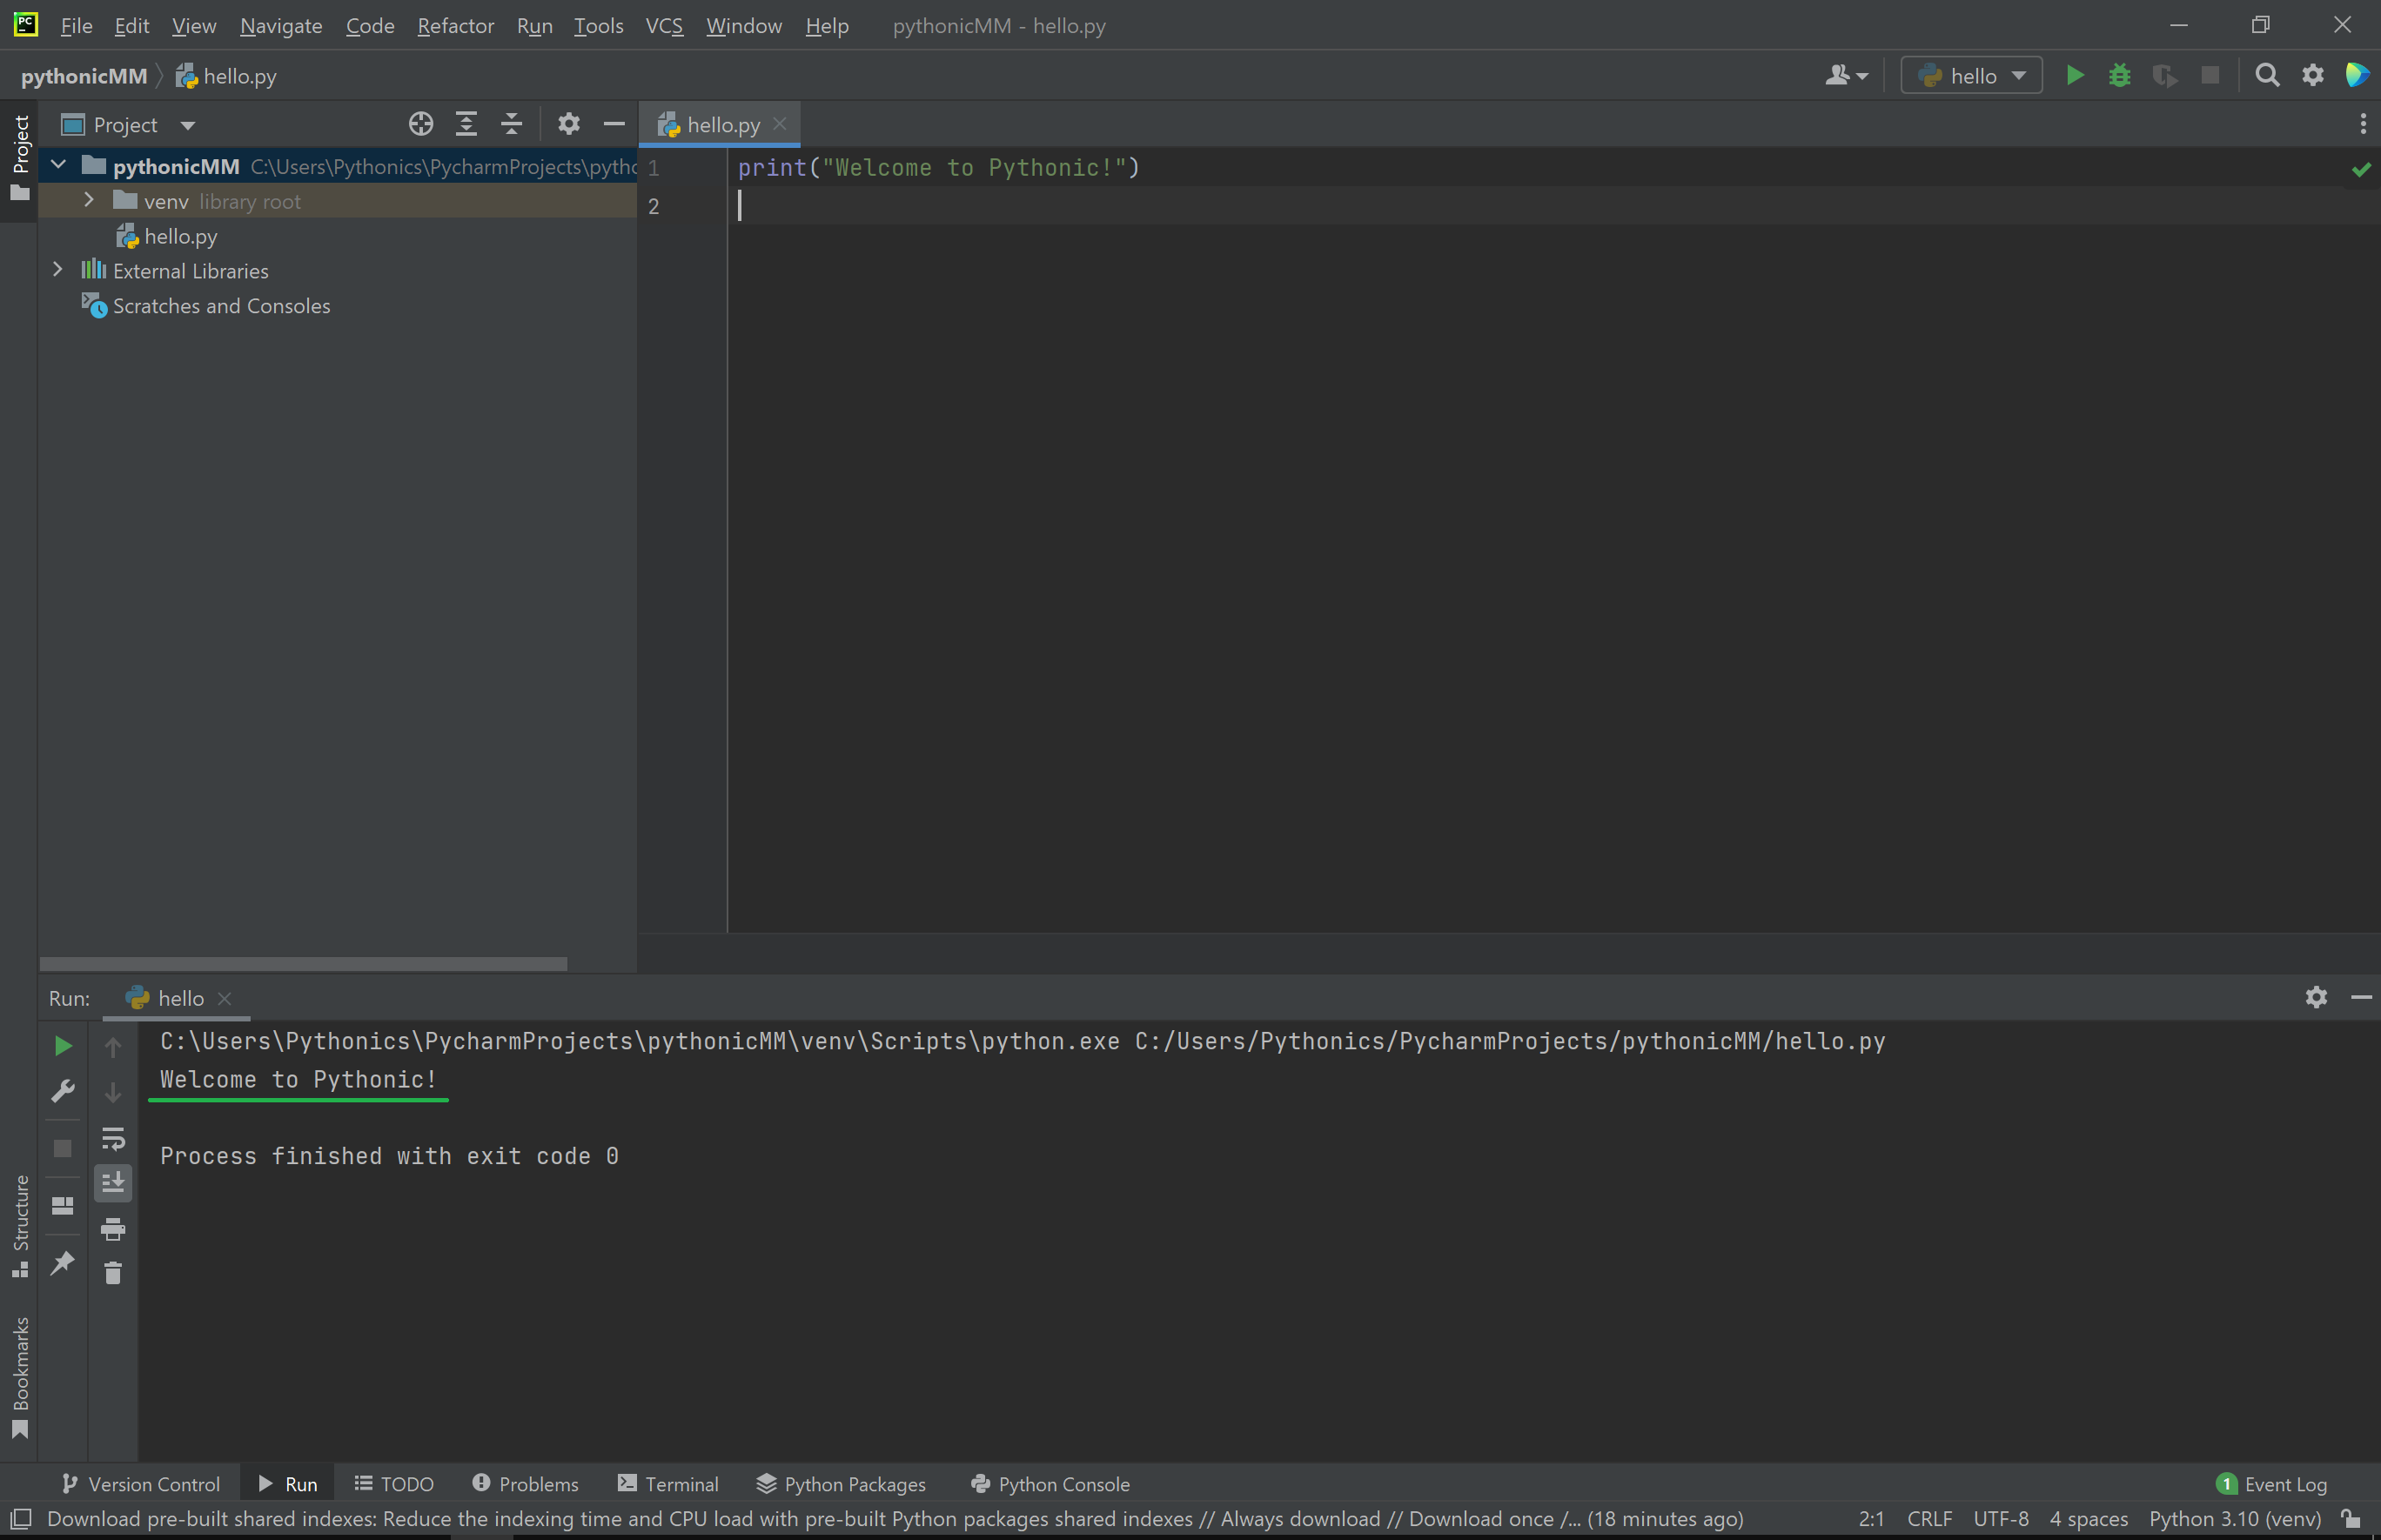 PC File Edit View Navigate Code Refactor Run Tools VCS Window Help pythonicMM - hello.py
pythonicMM hello.py hello
Project hello.py
Project
pythonicMM C:\Users\Pythonics\PycharmProjects\pytho
venv library root
hello.py
External Libraries
Scratches and Consoles
1 print("Welcome to Pythonic!")
2
Run: hello
C:\Users\Pythonics\PycharmProjects\pythonicMM\venv\Scripts\python.exe C:/Users/Pythonics/PycharmProjects/pythonicMM/hello.py
Welcome to Pythonic!
Process finished with exit code 0
Structure
Bookmarks
Version Control Run TODO Problems Terminal Python Packages Python Console 1 Event Log
Download pre-built shared indexes: Reduce the indexing time and CPU load with pre-built Python packages shared indexes // Always download // Download once /... (18 minutes ago) 2:1 CRLF UTF-8 4 spaces Python 3.10 (venv)